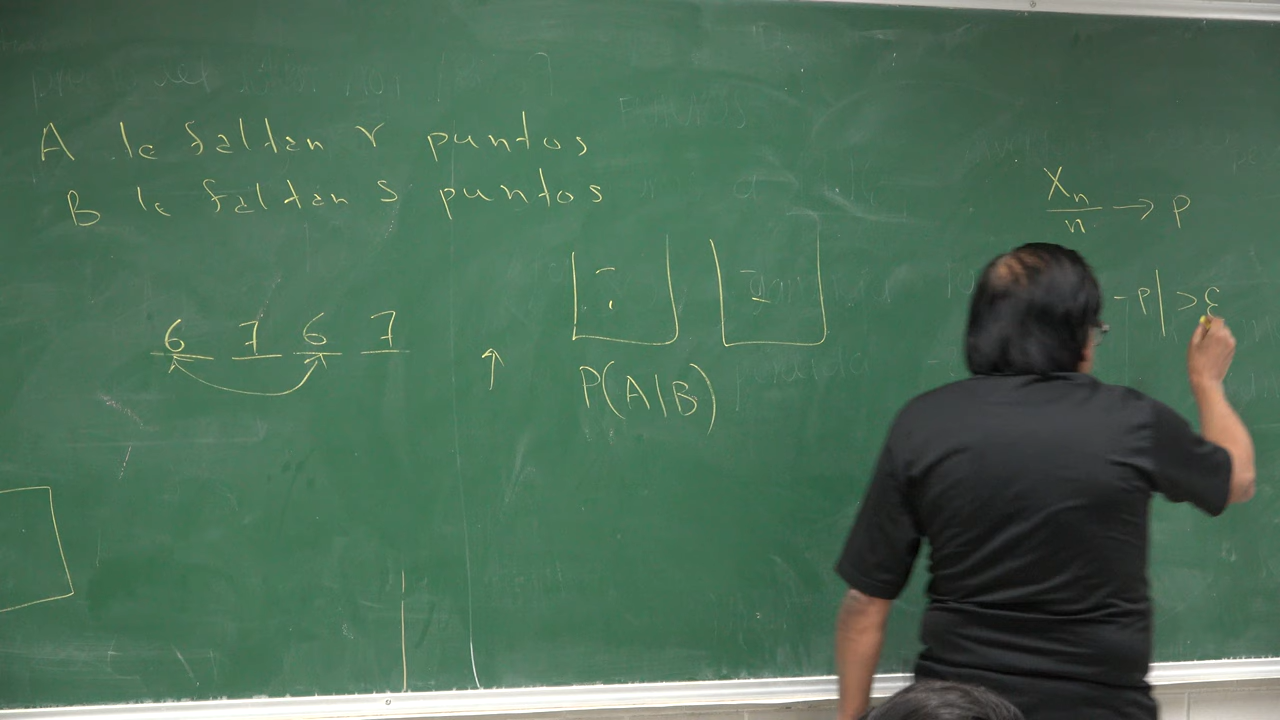 A le faltan r puntos
B le faltan S puntos
6 7 6 7
P(A|B)
Xn/n → p
-p| > ε